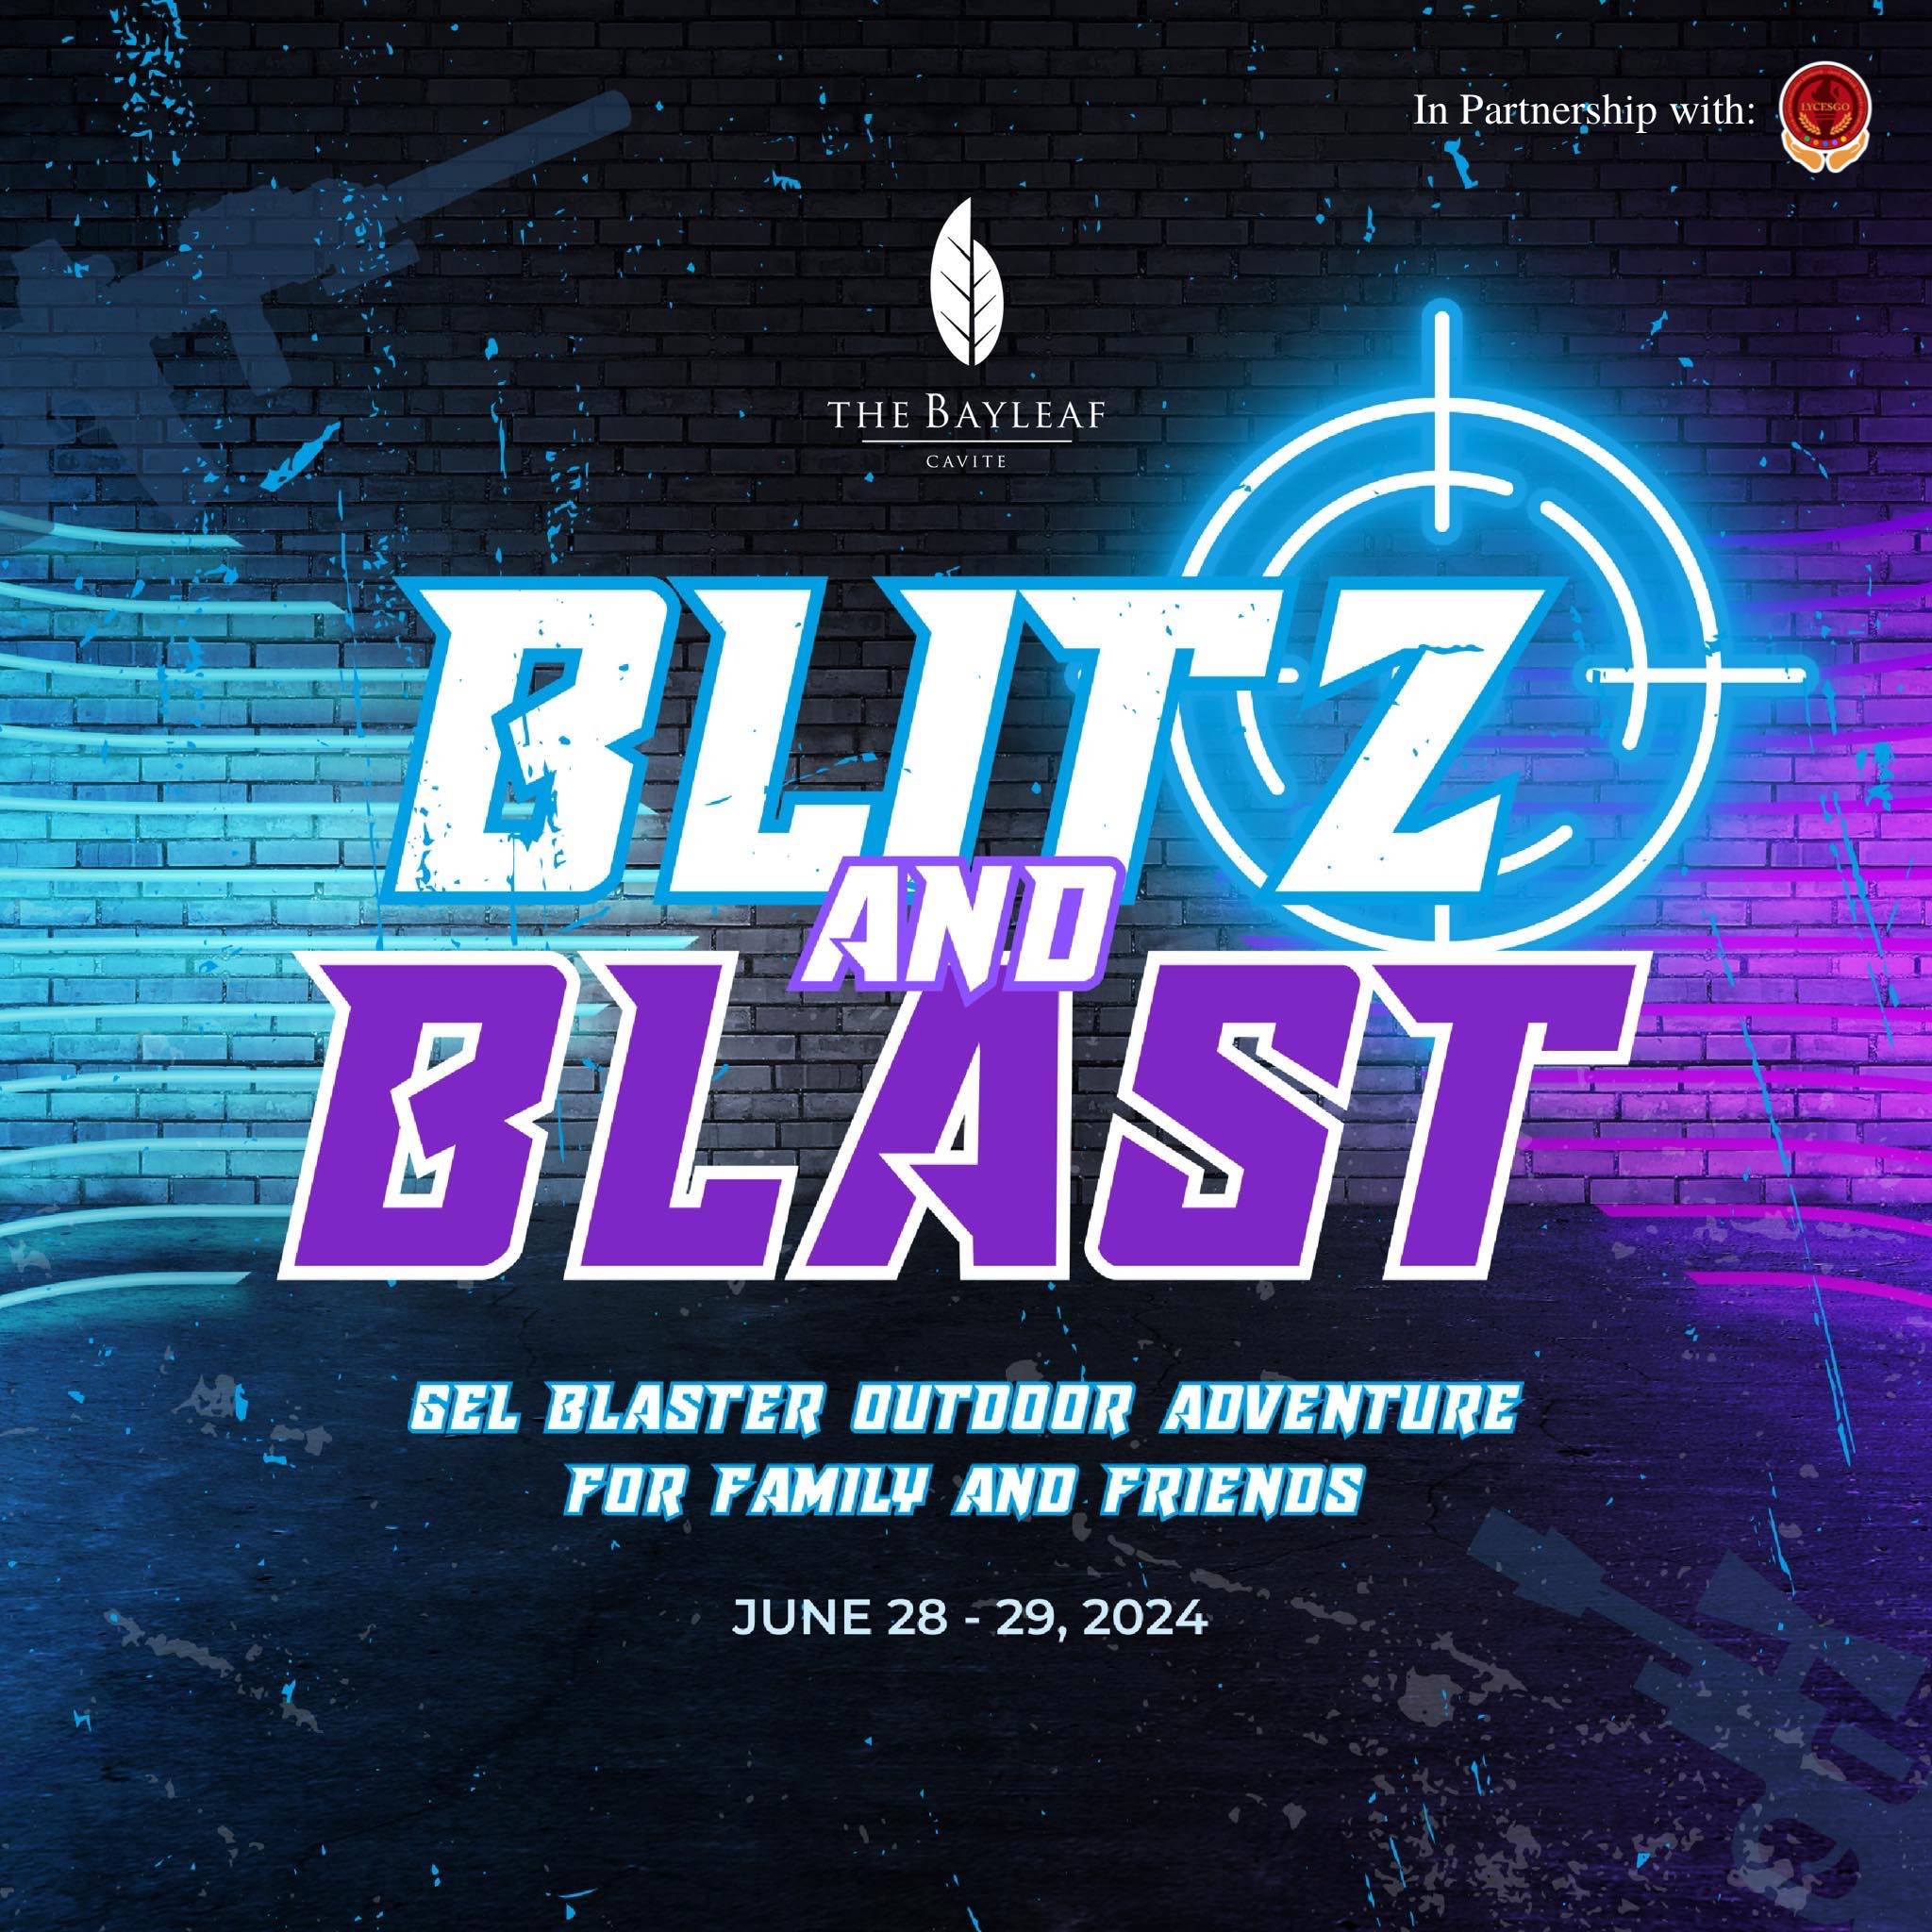 In Partnership with:
LYCESGO
THE BAYLEAF
CAVITE
BLITZ
AND
BLAST
GEL BLASTER OUTDOOR ADVENTURE
FOR FAMILY AND FRIENDS
JUNE 28 - 29, 2024